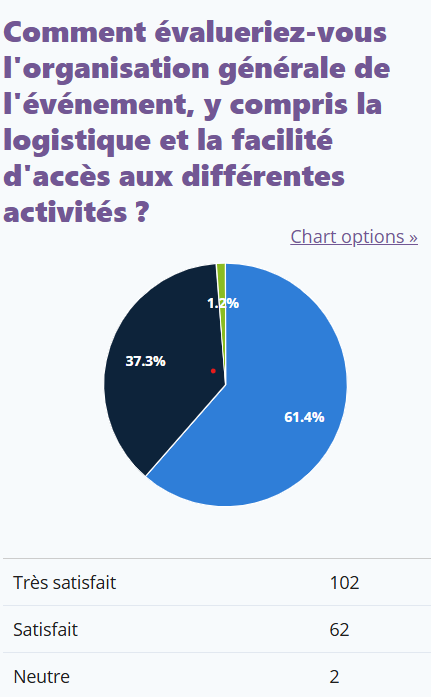 Comment évalueriez-vous
l'organisation générale de
l'événement, y compris la
logistique et la facilité
d'accès aux différentes
activités ?
Chart options »
1.2%
37.3%
61.4%
Très satisfait 102
Satisfait 62
Neutre 2